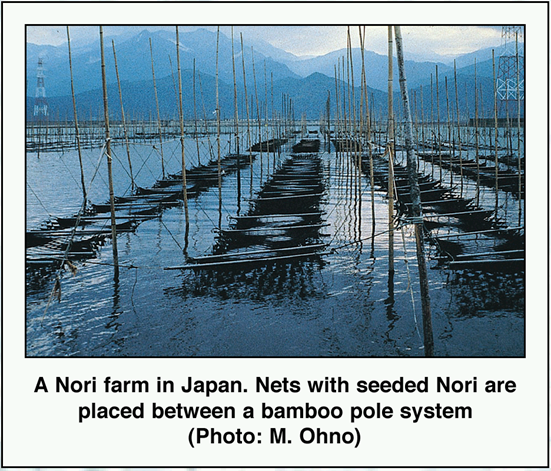 A Nori farm in Japan. Nets with seeded Nori are
placed between a bamboo pole system
(Photo: M. Ohno)